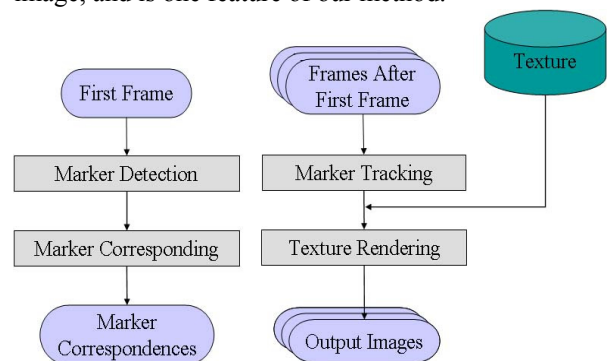 image, and is one feature of our method.
Texture
Frames After
First Frame
First Frame
Marker Detection
Marker Tracking
Marker Corresponding
Texture Rendering
Marker
Correspondences
Output Images